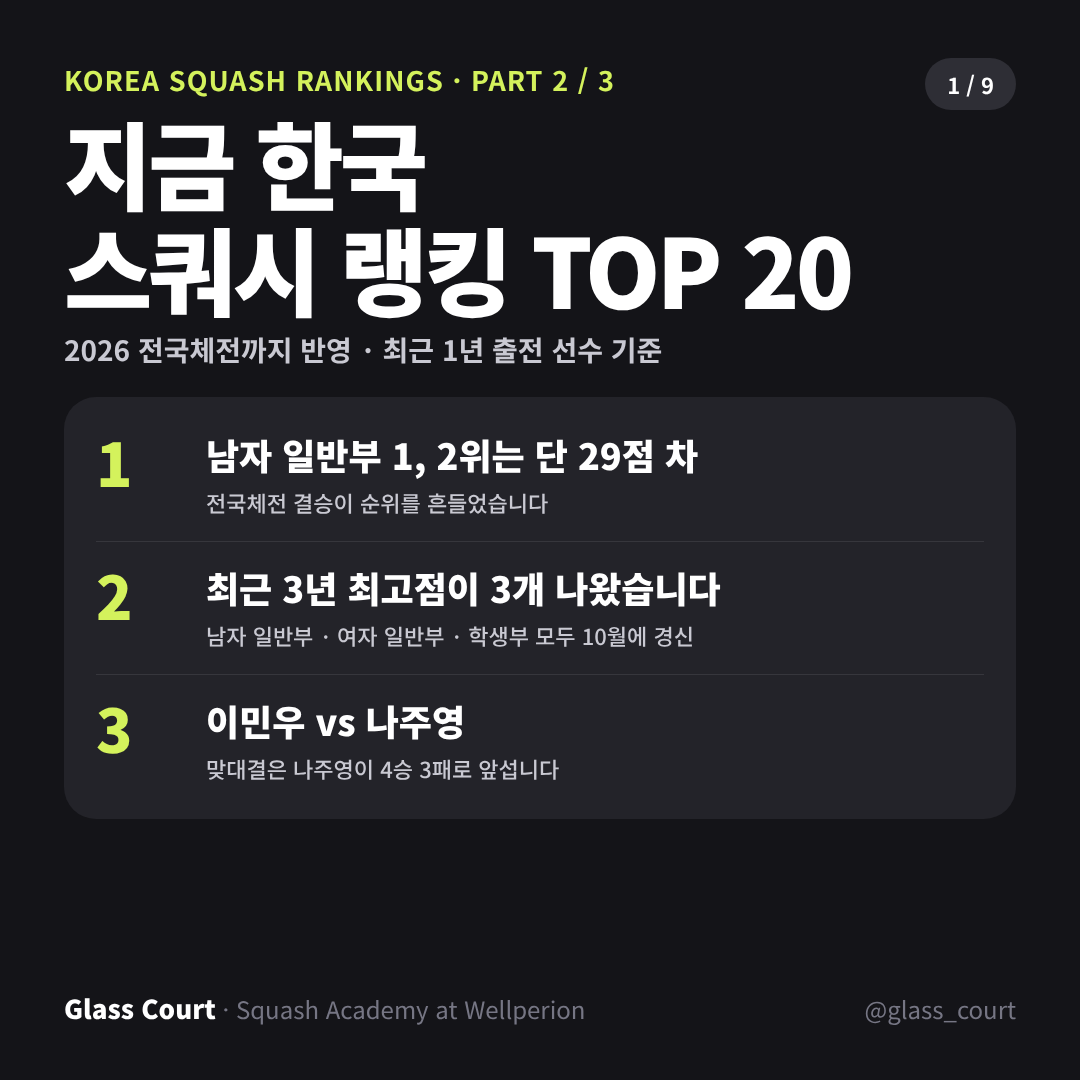 KOREA SQUASH RANKINGS · PART 2 / 3
1 / 9
지금 한국
스쿼시 랭킹 TOP 20
2026 전국체전까지 반영 · 최근 1년 출전 선수 기준
1
남자 일반부 1, 2위는 단 29점 차
전국체전 결승이 순위를 흔들었습니다
2
최근 3년 최고점이 3개 나왔습니다
남자 일반부 · 여자 일반부 · 학생부 모두 10월에 경신
3
이민우 vs 나주영
맞대결은 나주영이 4승 3패로 앞섭니다
Glass Court · Squash Academy at Wellperion
@glass_court